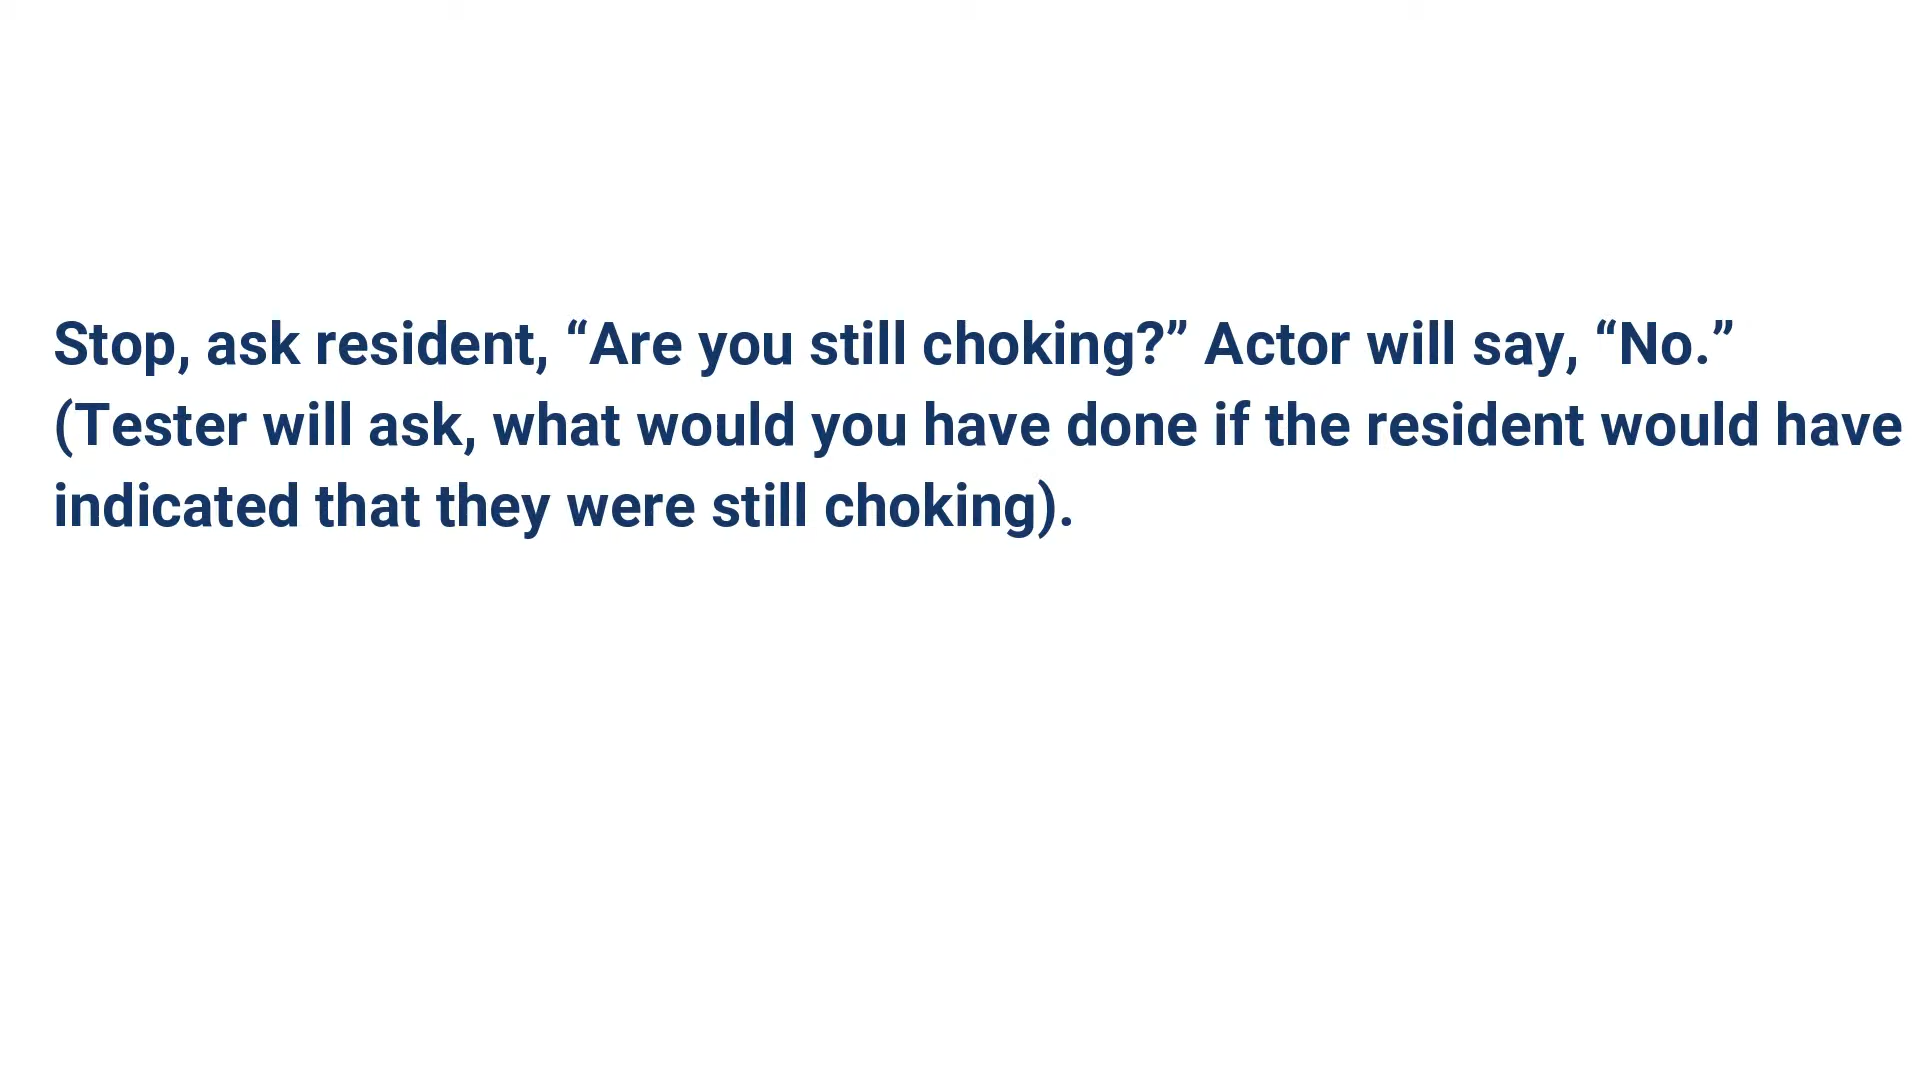 Stop, ask resident, “Are you still choking?” Actor will say, “No.”
(Tester will ask, what would you have done if the resident would have
indicated that they were still choking).